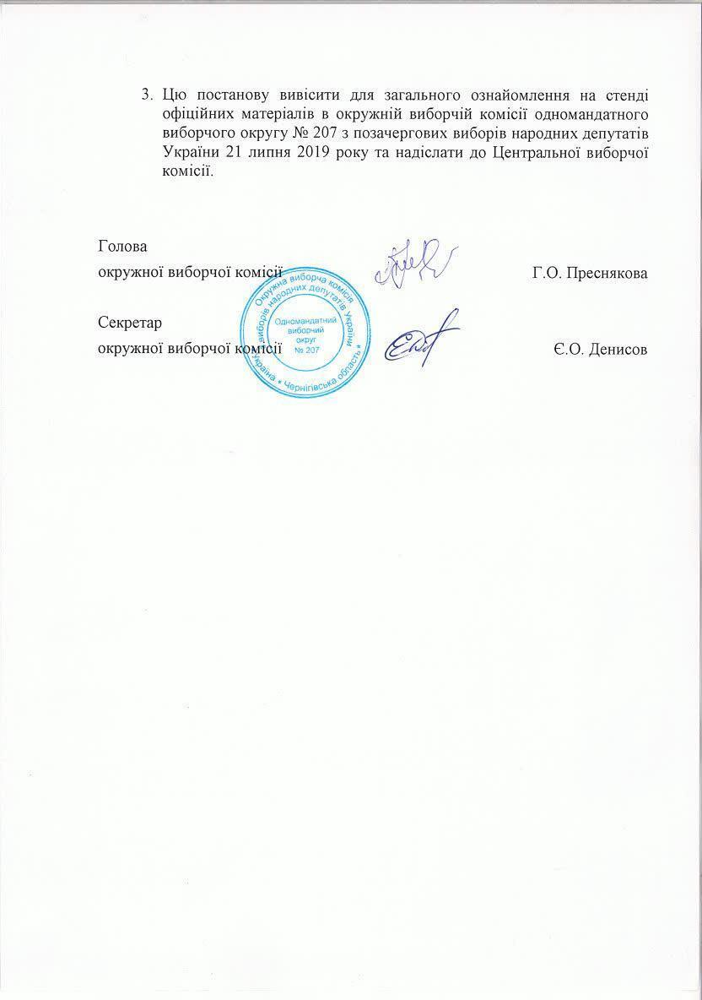 3. Цю постанову вивісити для загального ознайомлення на стенді
офіційних матеріалів в окружній виборчій комісії одномандатного
виборчого округу № 207 з позачергових виборів народних депутатів
України 21 липня 2019 року та надіслати до Центральної виборчої
комісії.
Голова
окружної виборчої комісії
Г.О. Преснякова
Секретар
окружної виборчої комісії
Є.О. Денисов
Окружна виборча комісія
з виборів народних депутатів України
Україна * Чернігівська область *
Одномандатний
виборчий
округ
№ 207